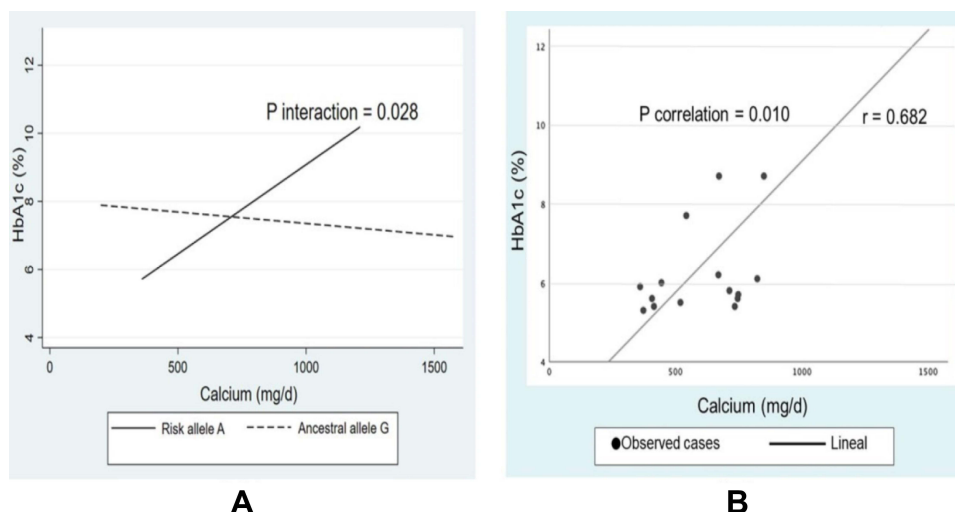 12
10
8
6
4
HbA1c (%)
P interaction = 0.028
0 500 1000 1500
Calcium (mg/d)
Risk allele A Ancestral allele G
A
12
10
8
6
4
HbA1c (%)
P correlation = 0.010
r = 0.682
0 500 1000 1500
Calcium (mg/d)
Observed cases Lineal
B